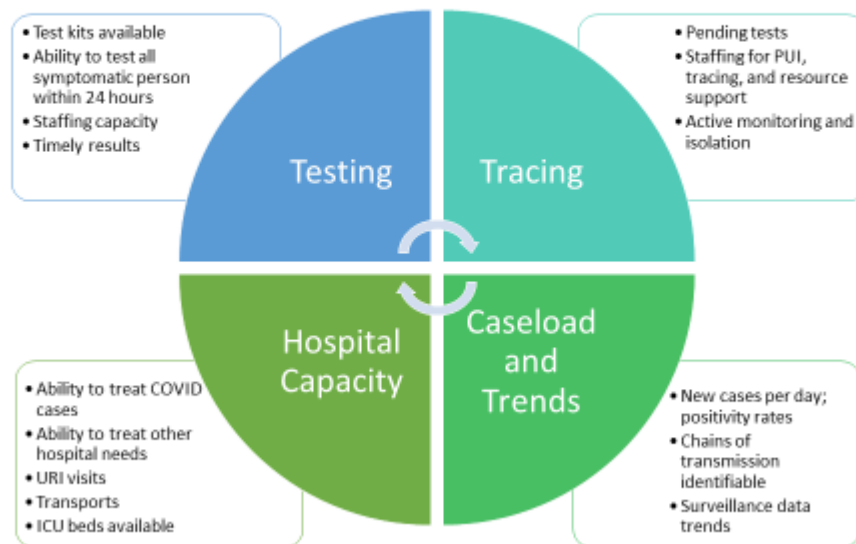 • Test kits available
• Ability to test all
symptomatic person
within 24 hours
• Staffing capacity
• Timely results
Testing
• Pending tests
• Staffing for PUI,
tracing, and resource
support
• Active monitoring and
isolation
Tracing
Hospital
Capacity
• Ability to treat COVID
cases
• Ability to treat other
hospital needs
• URI visits
• Transports
• ICU beds available
Caseload
and
Trends
• New cases per day;
positivity rates
• Chains of
transmission
identifiable
• Surveillance data
trends